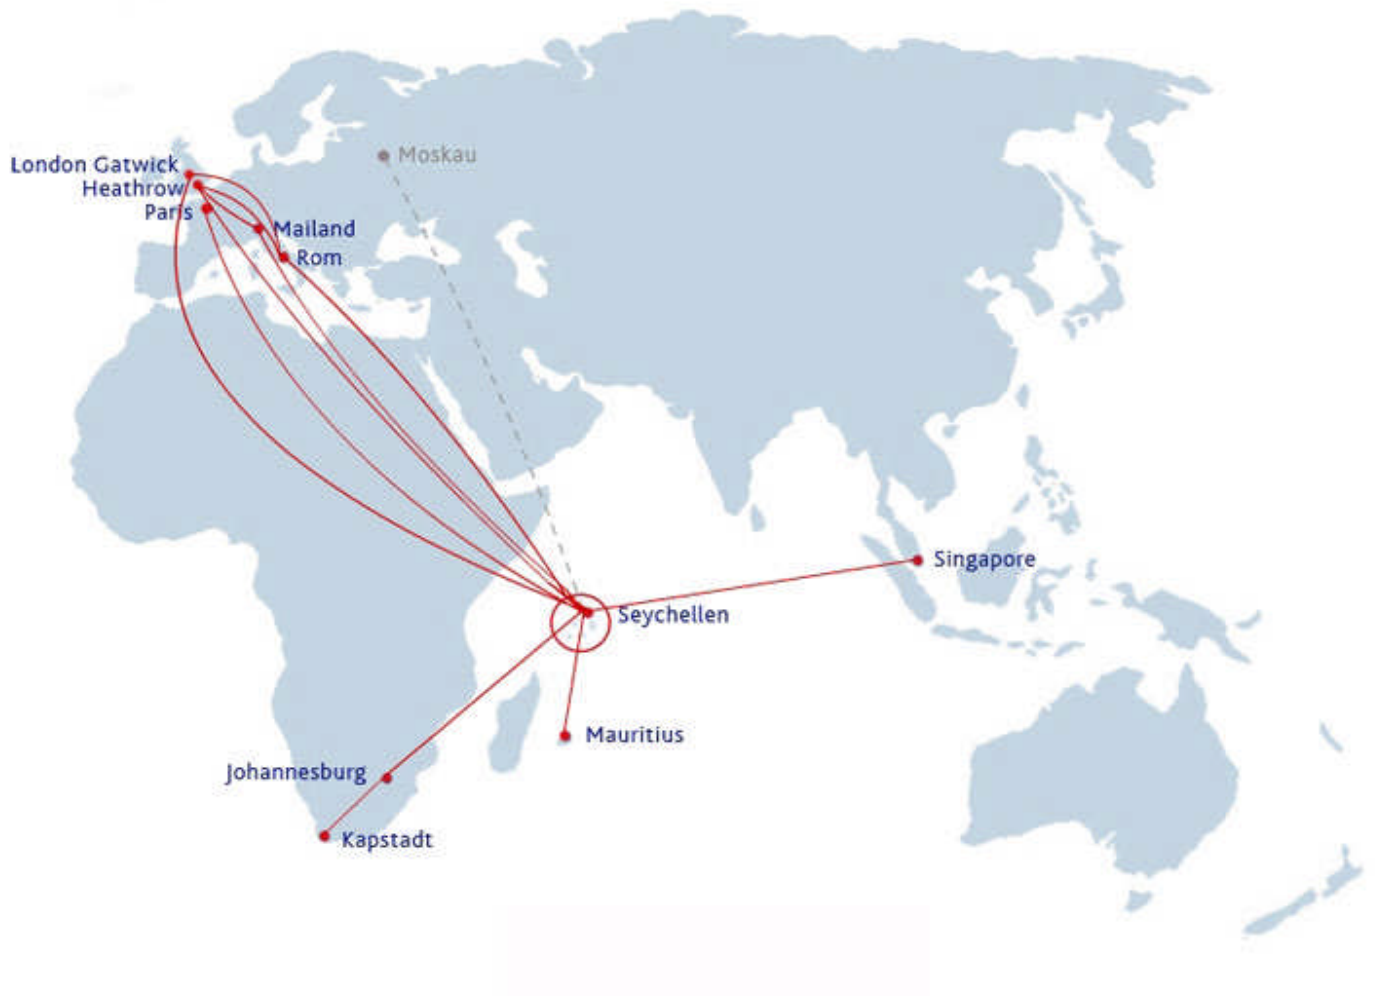 Moskau
London Gatwick
Heathrow
Paris
Mailand
Rom
Singapore
Seychellen
Mauritius
Johannesburg
Kapstadt